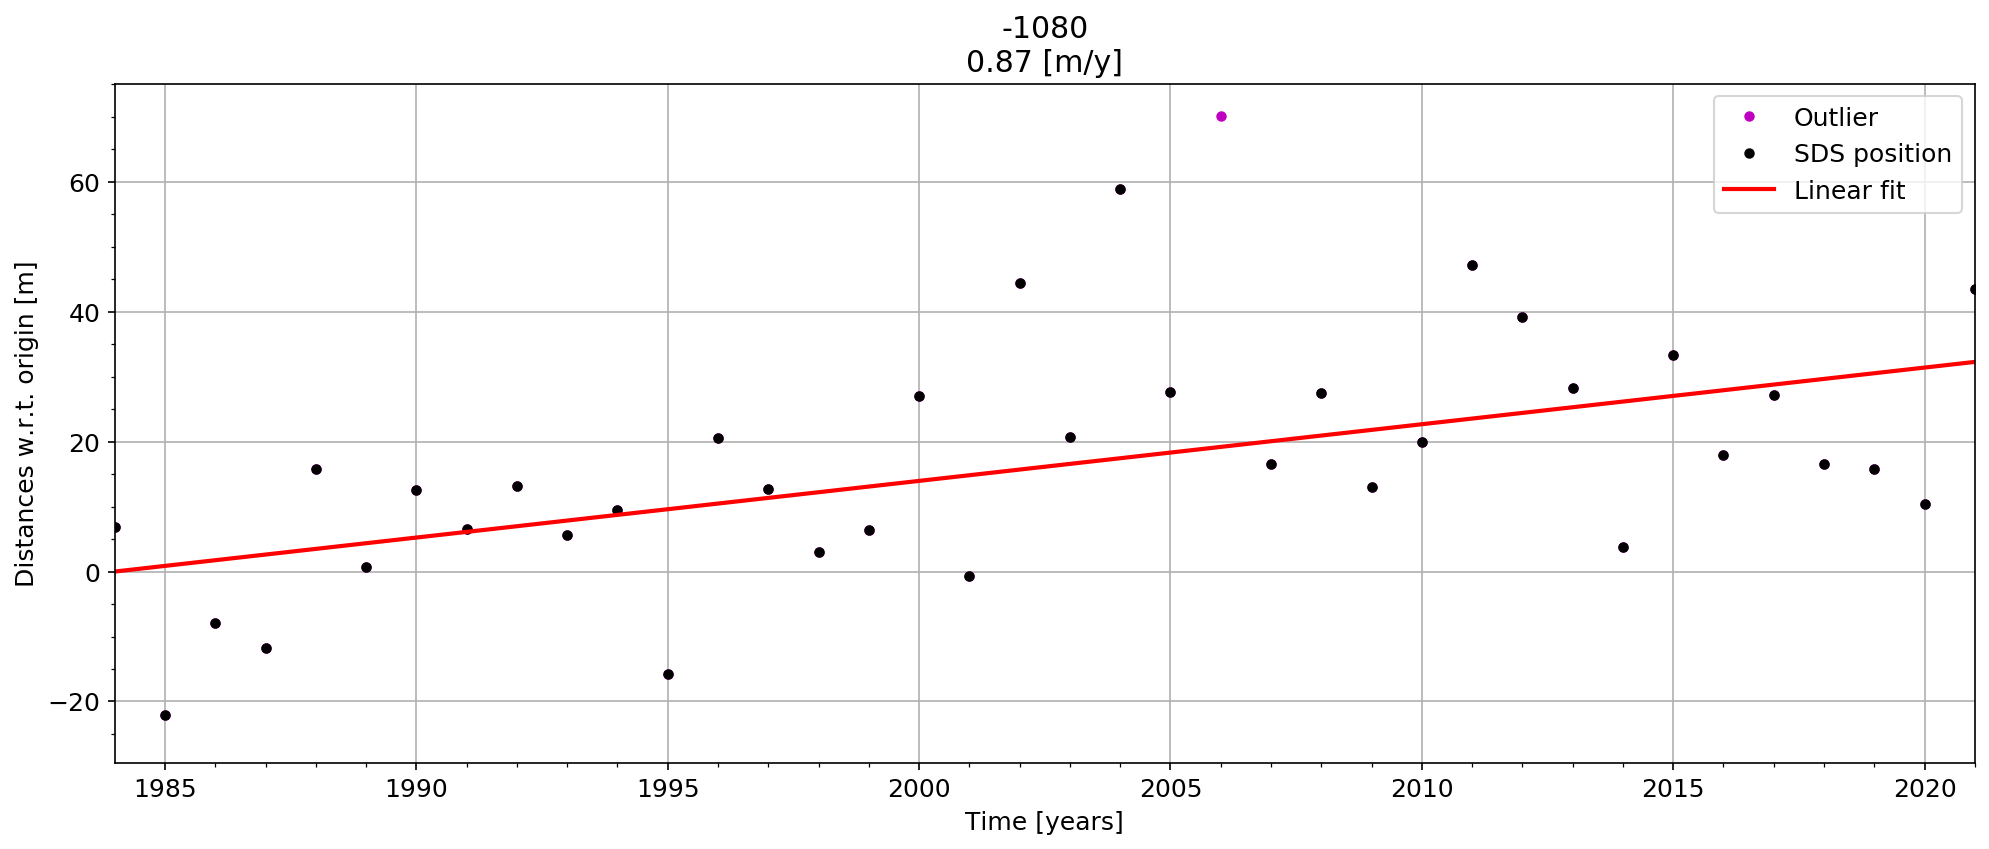 -1080
0.87 [m/y]
Outlier
SDS position
Linear fit
Distances w.r.t. origin [m]
60
40
20
0
−20
1985
1990
1995
2000
2005
2010
2015
2020
Time [years]